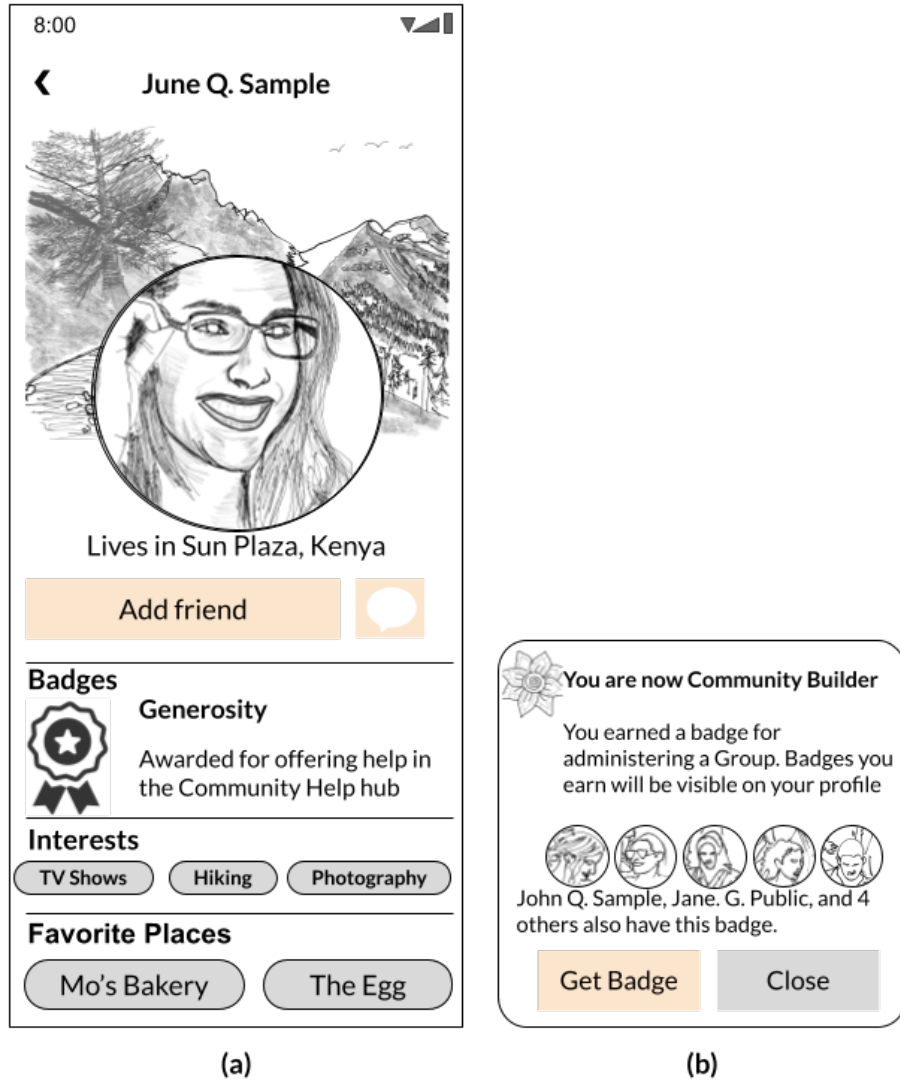 8:00
June Q. Sample
Lives in Sun Plaza, Kenya
Add friend
Badges
Generosity
Awarded for offering help in
the Community Help hub
Interests
TV Shows
Hiking
Photography
Favorite Places
Mo's Bakery
The Egg
(a)
You are now Community Builder
You earned a badge for
administering a Group. Badges you
earn will be visible on your profile
John Q. Sample, Jane. G. Public, and 4
others also have this badge.
Get Badge
Close
(b)